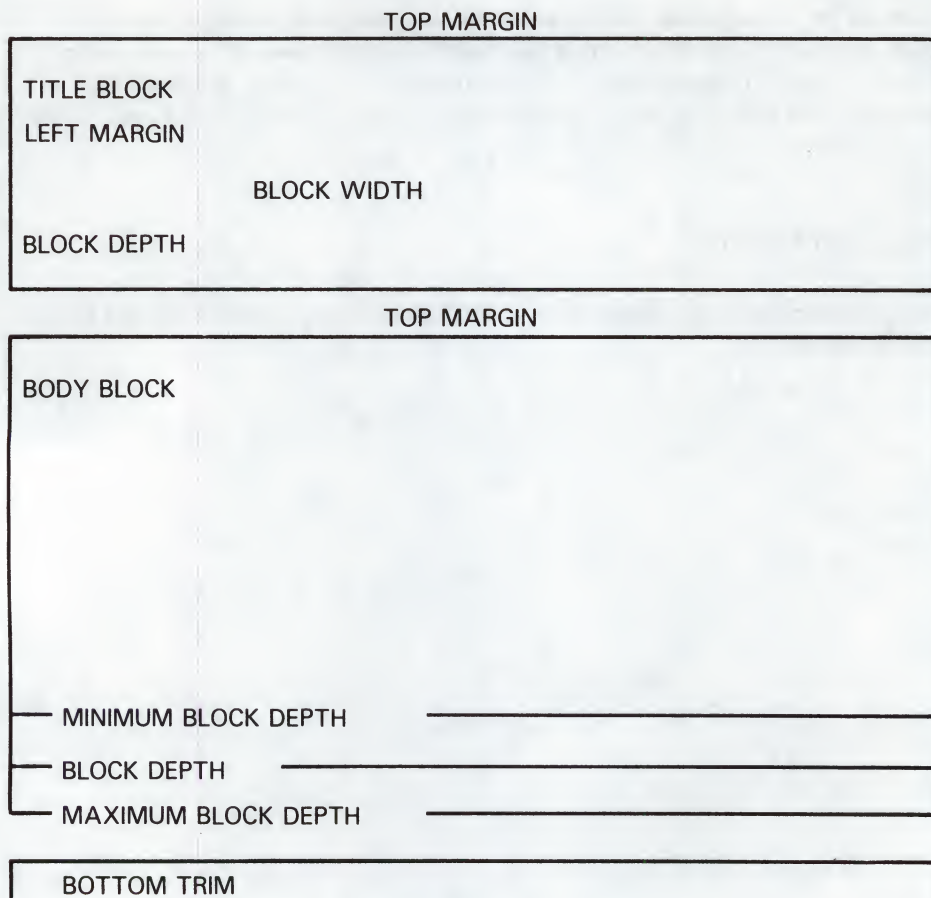 TOP MARGIN
TITLE BLOCK
LEFT MARGIN
BLOCK WIDTH
BLOCK DEPTH
TOP MARGIN
BODY BLOCK
MINIMUM BLOCK DEPTH
BLOCK DEPTH
MAXIMUM BLOCK DEPTH
BOTTOM TRIM